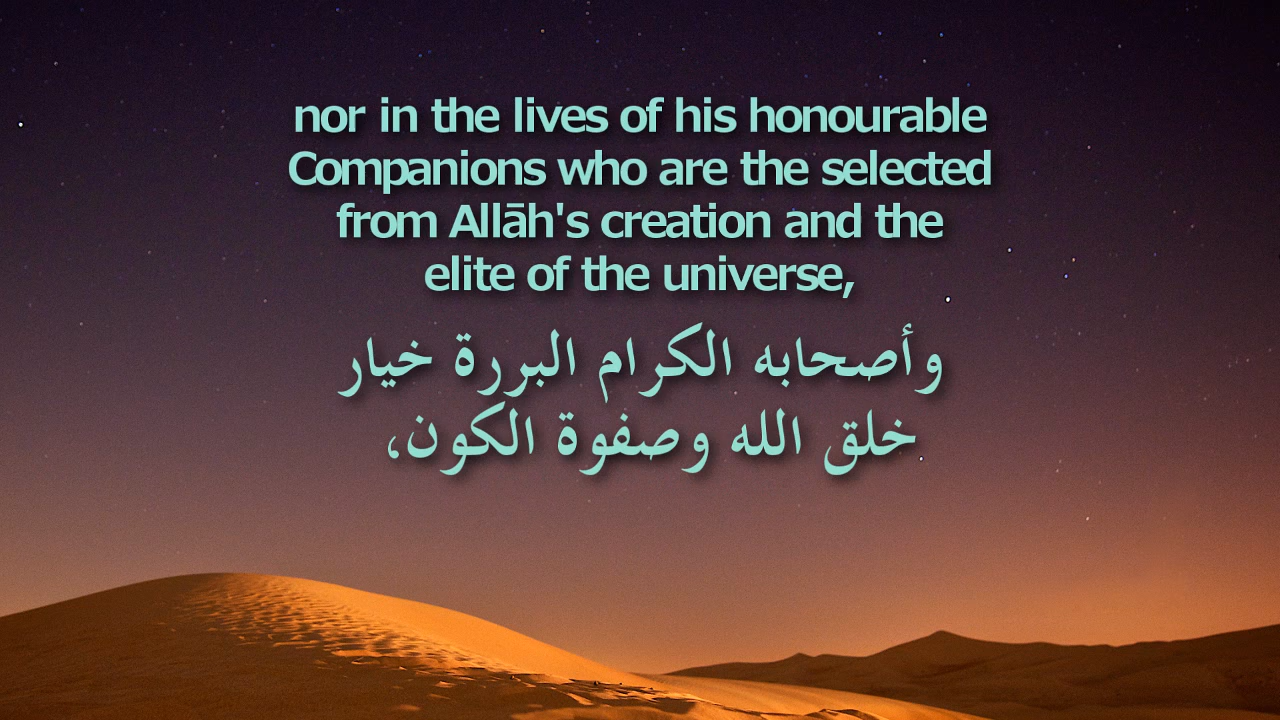 nor in the lives of his honourable
Companions who are the selected
from Allāh's creation and the
elite of the universe,
وأصحابه الكرام البررة خيار
خلق الله وصفوة الكون،